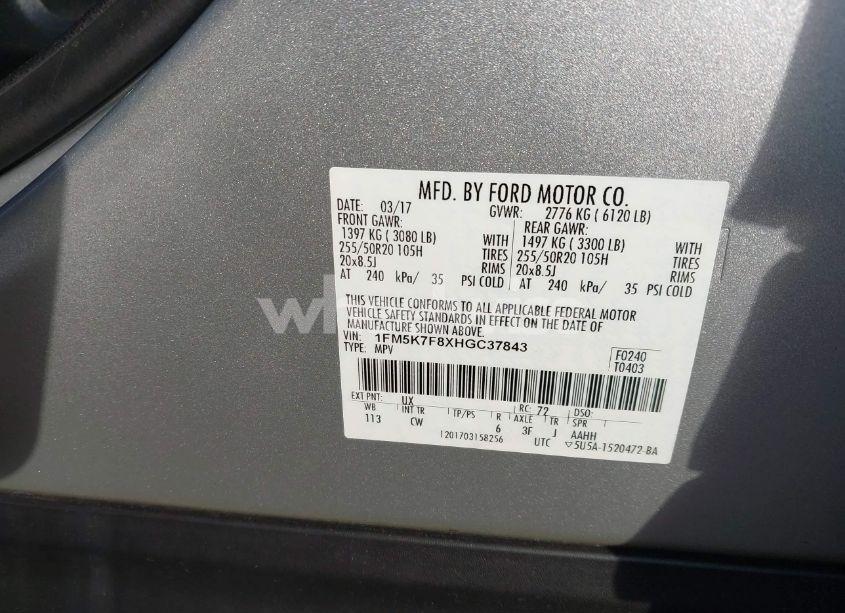 MFD. BY FORD MOTOR CO.
DATE: 03/17 GVWR: 2776 KG ( 6120 LB)
FRONT GAWR: REAR GAWR:
1397 KG ( 3080 LB) WITH 1497 KG ( 3300 LB) WITH
255/50R20 105H TIRES 255/50R20 105H TIRES
20x8.5J RIMS 20x8.5J RIMS
AT 240 kPa/ 35 PSI COLD AT 240 kPa/ 35 PSI COLD
THIS VEHICLE CONFORMS TO ALL APPLICABLE FEDERAL MOTOR
VEHICLE SAFETY STANDARDS IN EFFECT ON THE DATE OF
MANUFACTURE SHOWN ABOVE.
VIN: 1FM5K7F8XHGC37843
TYPE: MPV
F0240
T0403
EXT PNT: UX RC: 72 DSO:
WB INT TR TP/PS R AXLE TR SPR
113 CW 6 3F J AAHH
1201703158256 UTC ▽5U5A-1520472-BA